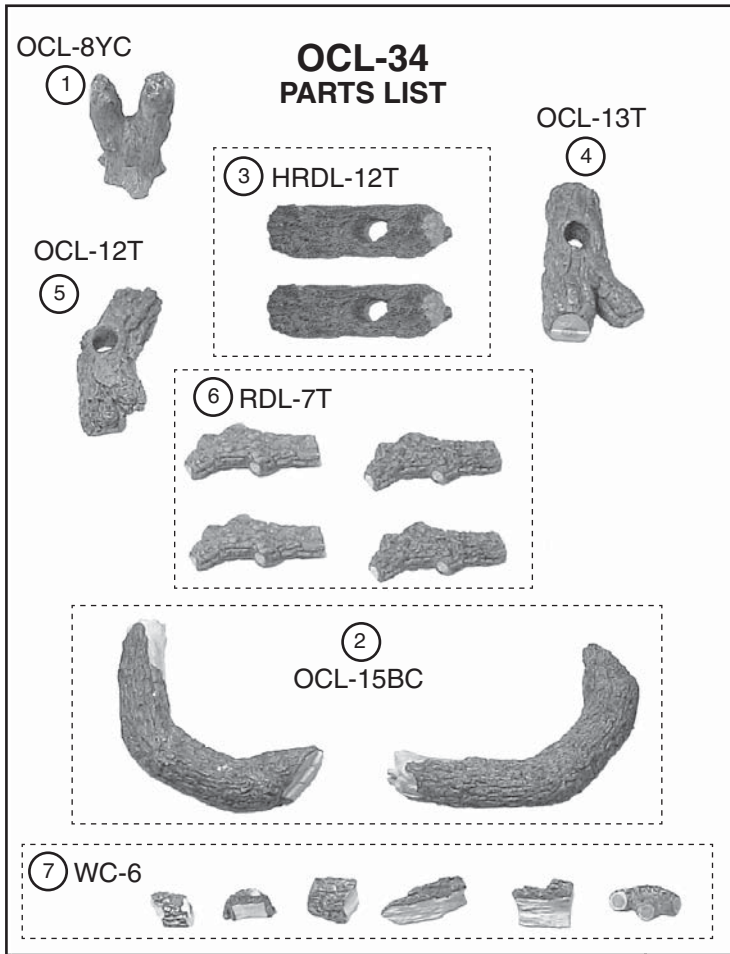 OCL-8YC
1
OCL-34
PARTS LIST
OCL-13T
4
3 HRDL-12T
OCL-12T
5
6 RDL-7T
2
OCL-15BC
7 WC-6